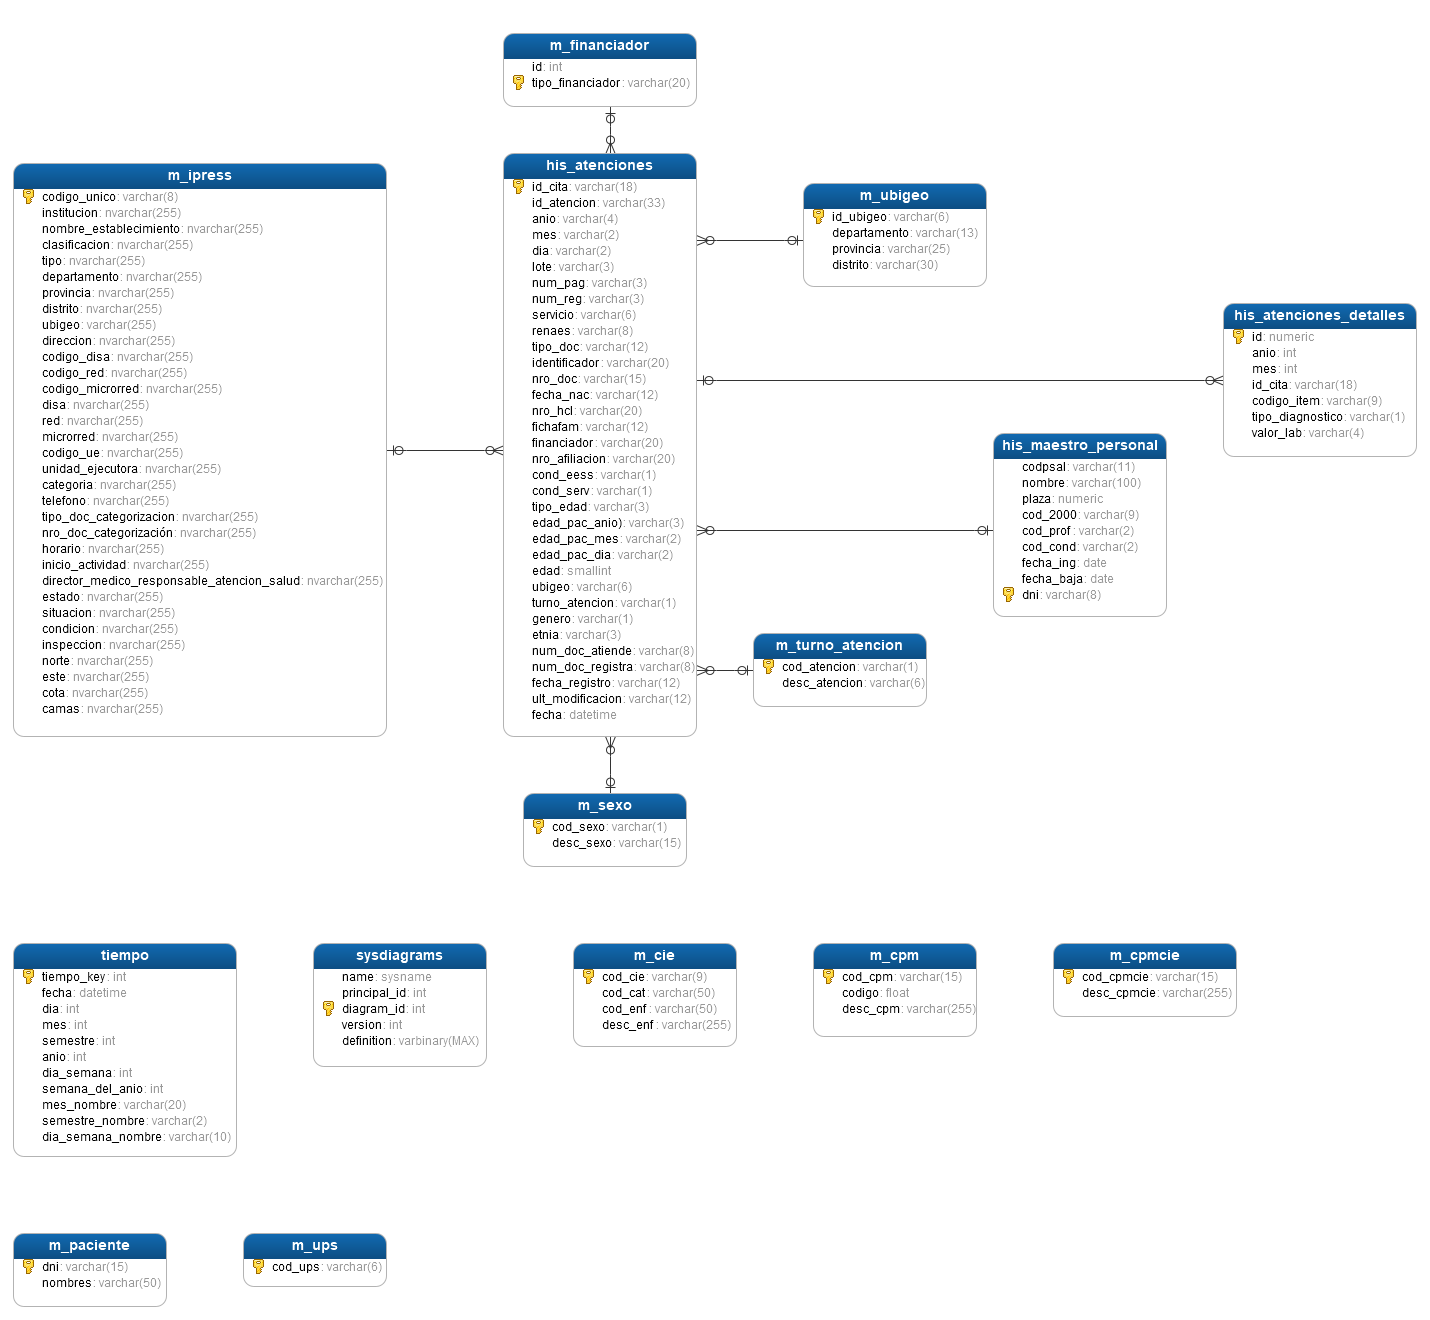 m_financiador
id: int
tipo_financiador: varchar(20)
m_ipress
codigo_unico: varchar(8)
institucion: nvarchar(255)
nombre_establecimiento: nvarchar(255)
clasificacion: nvarchar(255)
tipo: nvarchar(255)
departamento: nvarchar(255)
provincia: nvarchar(255)
distrito: nvarchar(255)
ubigeo: varchar(255)
direccion: nvarchar(255)
codigo_disa: nvarchar(255)
codigo_red: nvarchar(255)
codigo_microrred: nvarchar(255)
disa: nvarchar(255)
red: nvarchar(255)
microrred: nvarchar(255)
codigo_ue: nvarchar(255)
unidad_ejecutora: nvarchar(255)
categoria: nvarchar(255)
telefono: nvarchar(255)
tipo_doc_categorizacion: nvarchar(255)
nro_doc_categorización: nvarchar(255)
horario: nvarchar(255)
inicio_actividad: nvarchar(255)
director_medico_responsable_atencion_salud: nvarchar(255)
estado: nvarchar(255)
situacion: nvarchar(255)
condicion: nvarchar(255)
inspeccion: nvarchar(255)
norte: nvarchar(255)
este: nvarchar(255)
cota: nvarchar(255)
camas: nvarchar(255)
his_atenciones
id_cita: varchar(18)
id_atencion: varchar(33)
anio: varchar(4)
mes: varchar(2)
dia: varchar(2)
lote: varchar(3)
num_pag: varchar(3)
num_reg: varchar(3)
servicio: varchar(6)
renaes: varchar(8)
tipo_doc: varchar(12)
identificador: varchar(20)
nro_doc: varchar(15)
fecha_nac: varchar(12)
nro_hcl: varchar(20)
fichafam: varchar(12)
financiador: varchar(20)
nro_afiliacion: varchar(20)
cond_eess: varchar(1)
cond_serv: varchar(1)
tipo_edad: varchar(3)
edad_pac_anio): varchar(3)
edad_pac_mes: varchar(2)
edad_pac_dia: varchar(2)
edad: smallint
ubigeo: varchar(6)
turno_atencion: varchar(1)
genero: varchar(1)
etnia: varchar(3)
num_doc_atiende: varchar(8)
num_doc_registra: varchar(8)
fecha_registro: varchar(12)
ult_modificacion: varchar(12)
fecha: datetime
m_ubigeo
id_ubigeo: varchar(6)
departamento: varchar(13)
provincia: varchar(25)
distrito: varchar(30)
his_atenciones_detalles
id: numeric
anio: int
mes: int
id_cita: varchar(18)
codigo_item: varchar(9)
tipo_diagnostico: varchar(1)
valor_lab: varchar(4)
his_maestro_personal
codpsal: varchar(11)
nombre: varchar(100)
plaza: numeric
cod_2000: varchar(9)
cod_prof: varchar(2)
cod_cond: varchar(2)
fecha_ing: date
fecha_baja: date
dni: varchar(8)
m_turno_atencion
cod_atencion: varchar(1)
desc_atencion: varchar(6)
m_sexo
cod_sexo: varchar(1)
desc_sexo: varchar(15)
tiempo
tiempo_key: int
fecha: datetime
dia: int
mes: int
semestre: int
anio: int
dia_semana: int
semana_del_anio: int
mes_nombre: varchar(20)
semestre_nombre: varchar(2)
dia_semana_nombre: varchar(10)
sysdiagrams
name: sysname
principal_id: int
diagram_id: int
version: int
definition: varbinary(MAX)
m_cie
cod_cie: varchar(9)
cod_cat: varchar(50)
cod_enf: varchar(50)
desc_enf: varchar(255)
m_cpm
cod_cpm: varchar(15)
codigo: float
desc_cpm: varchar(255)
m_cpmcie
cod_cpmcie: varchar(15)
desc_cpmcie: varchar(255)
m_paciente
dni: varchar(15)
nombres: varchar(50)
m_ups
cod_ups: varchar(6)